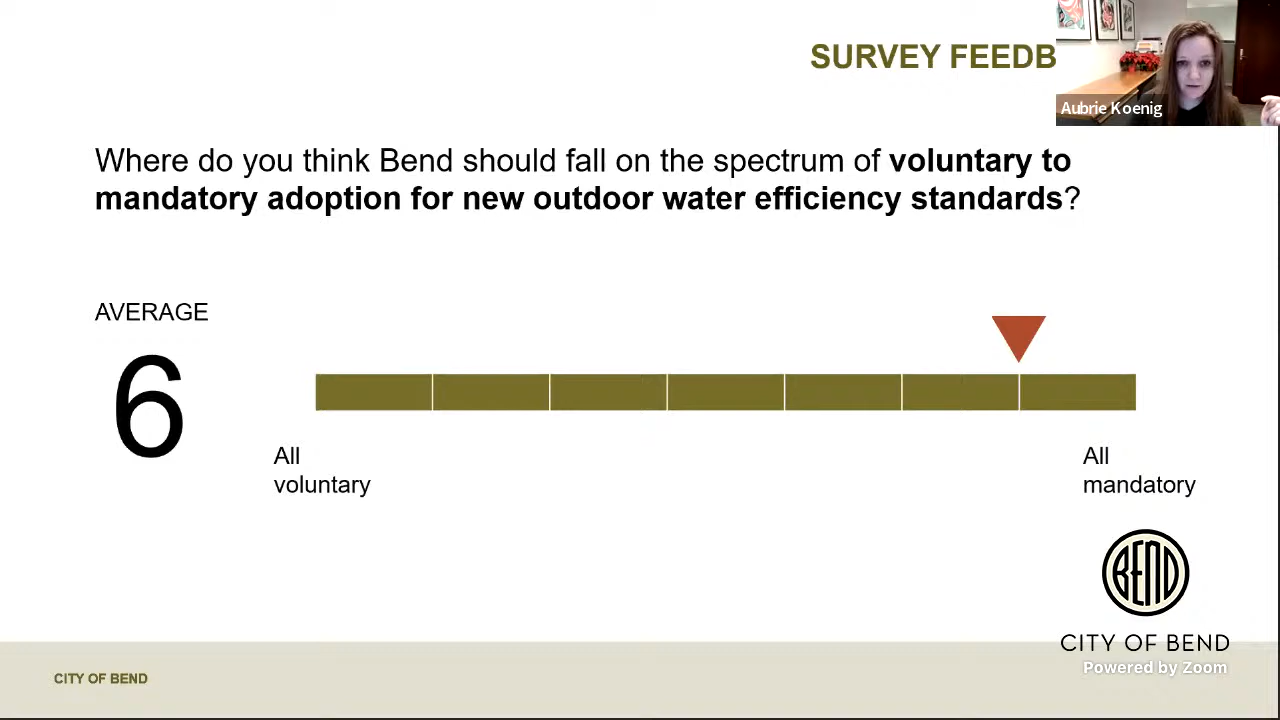 SURVEY FEEDB
Aubrie Koenig
Where do you think Bend should fall on the spectrum of voluntary to
mandatory adoption for new outdoor water efficiency standards?
AVERAGE
6
All
voluntary
All
mandatory
BEND
CITY OF BEND
Powered by Zoom
CITY OF BEND